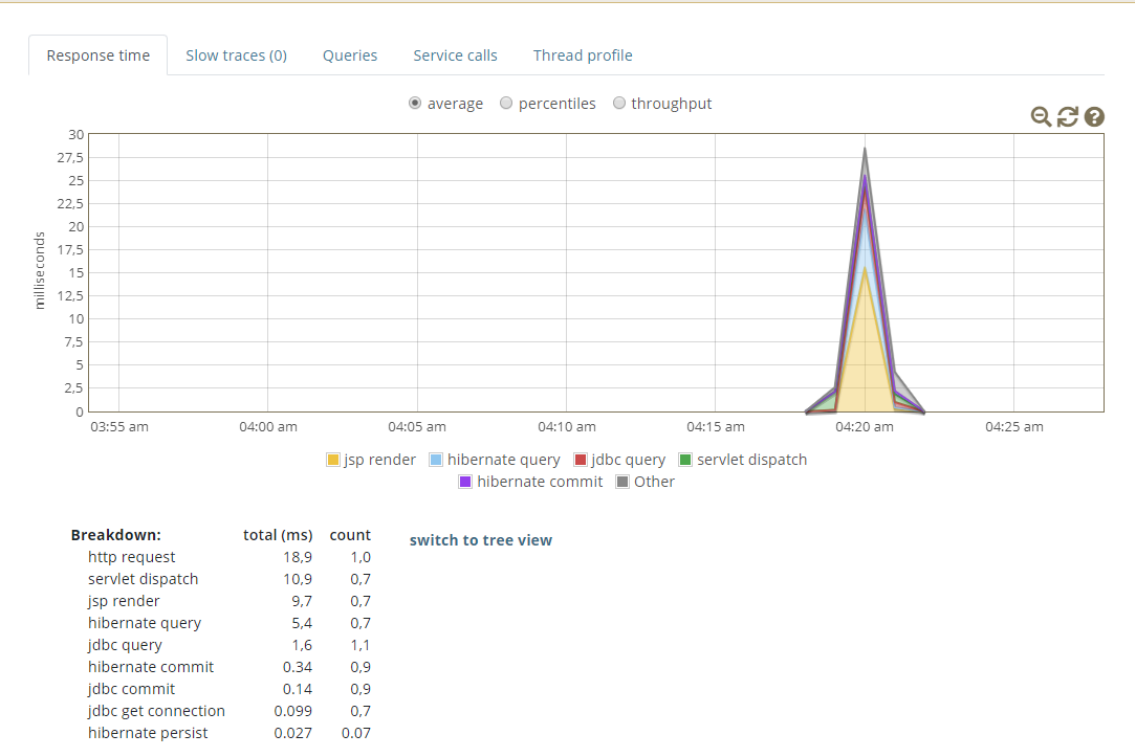 Response time Slow traces (0) Queries Service calls Thread profile
average percentiles throughput
30
27,5
25
22,5
20
17,5
15
12,5
10
7,5
5
2,5
0
milliseconds
03:55 am 04:00 am 04:05 am 04:10 am 04:15 am 04:20 am 04:25 am
jsp render hibernate query jdbc query servlet dispatch
hibernate commit Other
Breakdown: total (ms) count switch to tree view
http request 18,9 1,0
servlet dispatch 10,9 0,7
jsp render 9,7 0,7
hibernate query 5,4 0,7
jdbc query 1,6 1,1
hibernate commit 0.34 0,9
jdbc commit 0.14 0,9
jdbc get connection 0.099 0,7
hibernate persist 0.027 0.07